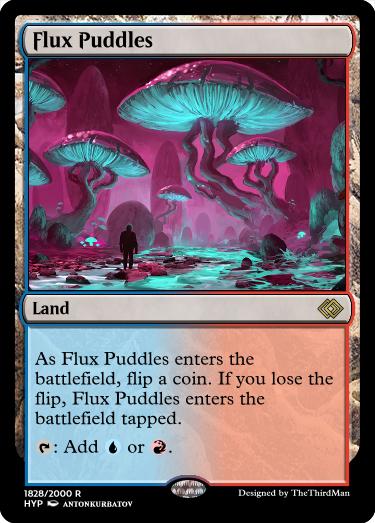 Flux Puddles
Land
As Flux Puddles enters the
battlefield, flip a coin. If you lose the
flip, Flux Puddles enters the
battlefield tapped.
: Add or .
1828/2000 R
HYP ANTONKURBATOV
Designed by TheThirdMan